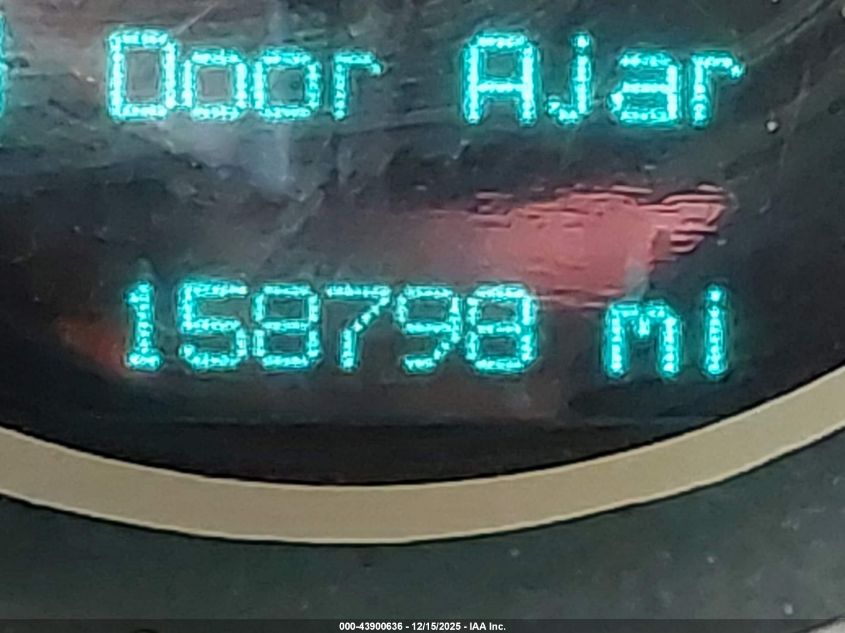 Door Ajar
158798 mi
000-43900636 - 12/15/2025 - IAA Inc.